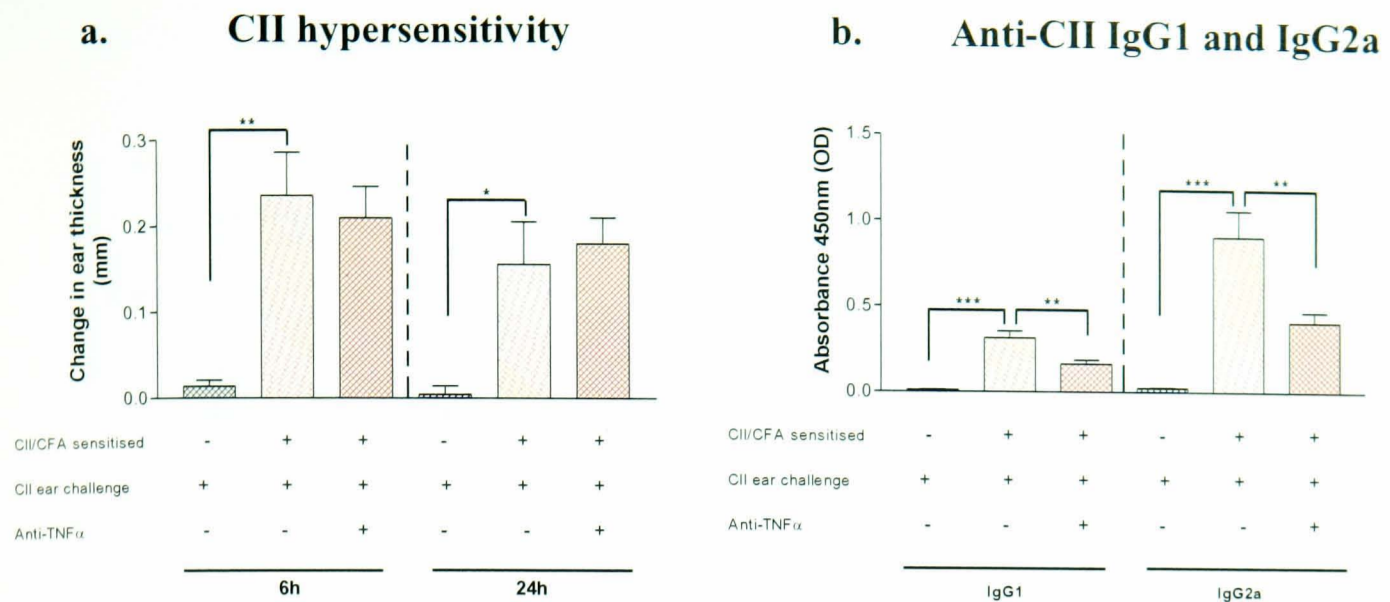 a. CII hypersensitivity
Change in ear thickness
(mm)
0.3
0.2
0.1
0.0
**
*
CII/CFA sensitised - + + - + +
CII ear challenge + + + + + +
Anti-TNFα - - + - - +
6h 24h
b. Anti-CII IgG1 and IgG2a
Absorbance 450nm (OD)
1.5
1.0
0.5
0.0
*** **
*** **
CII/CFA sensitised - + + - + +
CII ear challenge + + + + + +
Anti-TNFα - - + - - +
IgG1 IgG2a